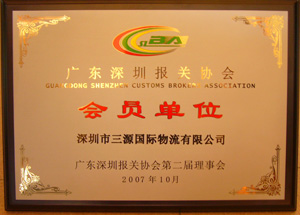 广东深圳报关协会
GUANGDONG SHENZHEN CUSTOMS BROKER ASSOCIATION
会员单位
深圳市三源国际物流有限公司
广东深圳报关协会第二届理事会
2007年10月